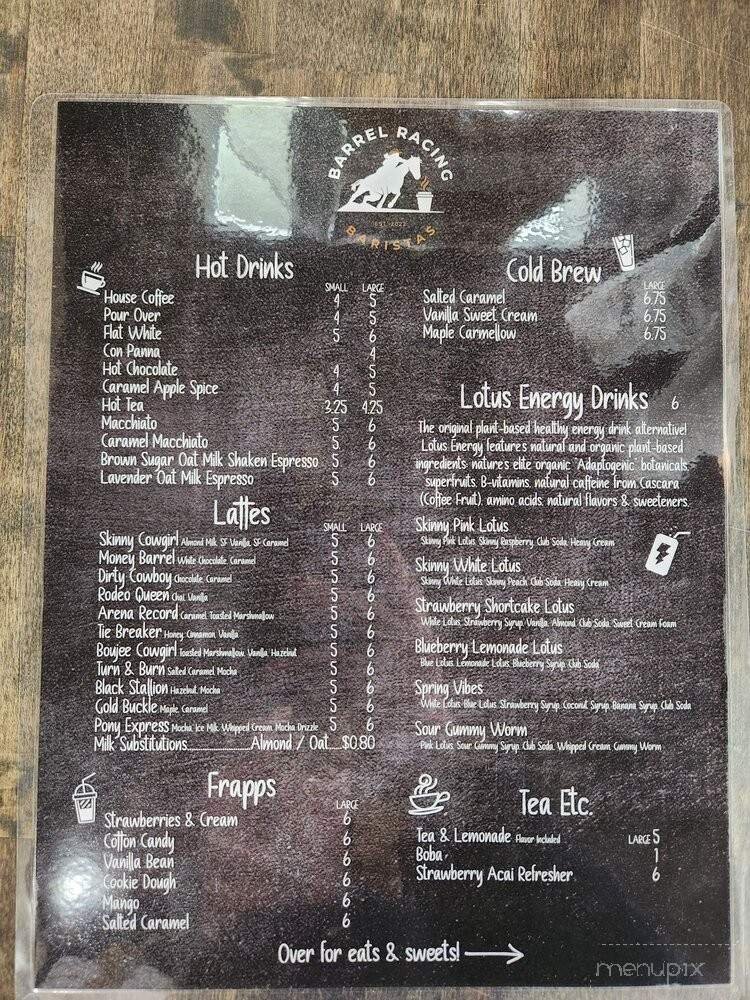 BARREL RACING
EST. 2022
BARISTAS
Hot Drinks
SMALL LARGE
House Coffee 4 5
Pour Over 4 5
Flat White 5 6
Con Panna 4
Hot Chocolate 4 5
Caramel Apple Spice 4 5
Hot Tea 3.25 4.25
Macchiato 5 6
Caramel Macchiato 5 6
Brown Sugar Oat Milk Shaken Espresso 5 6
Lavender Oat Milk Espresso 5 6
Lattes
SMALL LARGE
Skinny Cowgirl Almond Milk, SF Vanilla, SF Caramel 5 6
Money Barrel White Chocolate, Caramel 5 6
Dirty Cowboy Chocolate, Caramel 5 6
Rodeo Queen Chai, Vanilla 5 6
Arena Record Caramel, Toasted Marshmallow 5 6
Tie Breaker Honey, Cinnamon, Vanilla 5 6
Boujee Cowgirl Toasted Marshmallow, Vanilla, Hazelnut 5 6
Turn & Burn Salted Caramel, Mocha 5 6
Black Stallion Hazelnut, Mocha 5 6
Gold Buckle Maple, Caramel 5 6
Pony Express Mocha, Ice Milk, Whipped Cream, Mocha Drizzle 5 6
Milk Substitutions..................Almond / Oat....$0.80
Frapps
LARGE
Strawberries & Cream 6
Cotton Candy 6
Vanilla Bean 6
Cookie Dough 6
Mango 6
Salted Caramel 6
Cold Brew
LARGE
Salted Caramel 6.75
Vanilla Sweet Cream 6.75
Maple Carmellow 6.75
Lotus Energy Drinks 6
The original plant-based healthy energy drink alternative!
Lotus Energy features natural and organic plant-based
ingredients: nature's elite organic "Adaptogenic" botanicals,
superfruits, B-vitamins, natural caffeine from Cascara
(Coffee Fruit), amino acids, natural flavors & sweeteners.
Skinny Pink Lotus
Skinny Pink Lotus, Skinny Raspberry, Club Soda, Heavy Cream
Skinny White Lotus
Skinny White Lotus, Skinny Peach, Club Soda, Heavy Cream
Strawberry Shortcake Lotus
White Lotus, Strawberry Syrup, Vanilla, Almond, Club Soda, Sweet Cream Foam
Blueberry Lemonade Lotus
Blue Lotus, Lemonade Lotus, Blueberry Syrup, Club Soda
Spring Vibes
White Lotus, Blue Lotus, Strawberry Syrup, Coconut Syrup, Banana Syrup, Club Soda
Sour Gummy Worm
Pink Lotus, Sour Gummy Syrup, Club Soda, Whipped Cream, Gummy Worm
Tea Etc.
Tea & Lemonade Flavor Included LARGE 5
Boba 1
Strawberry Acai Refresher 6
Over for eats & sweets!
menupix